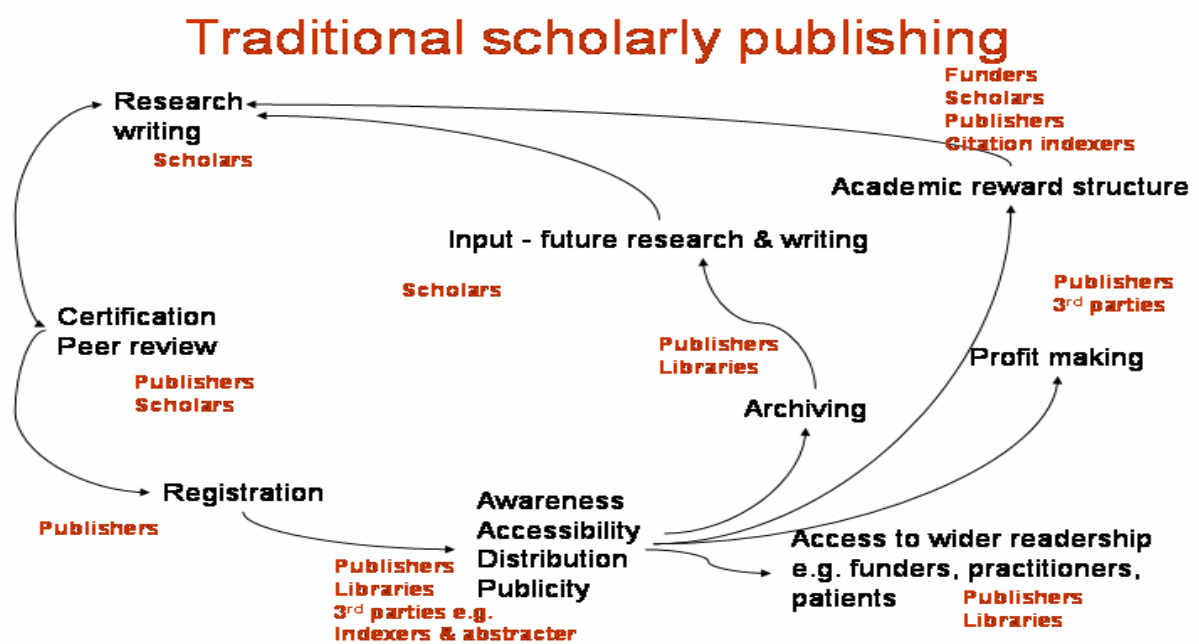 Traditional scholarly publishing
Funders
Scholars
Publishers
Citation indexers
Research
writing
Scholars
Academic reward structure
Input - future research & writing
Scholars
Publishers
3rd parties
Certification
Peer review
Publishers
Scholars
Publishers
Libraries
Profit making
Archiving
Registration
Publishers
Awareness
Accessibility
Distribution
Publicity
Publishers
Libraries
3rd parties e.g.
Indexers & abstracter
Access to wider readership
e.g. funders, practitioners,
patients
Publishers
Libraries